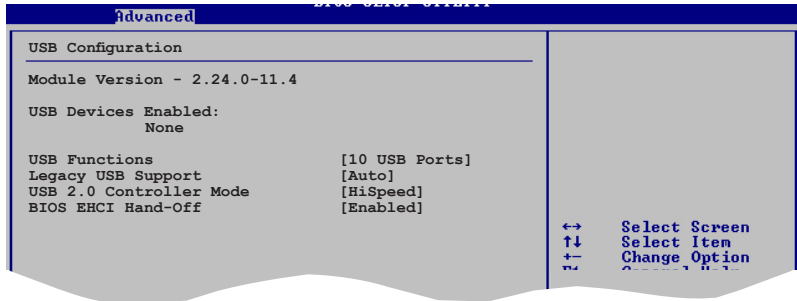 Advanced
USB Configuration
Module Version - 2.24.0-11.4
USB Devices Enabled:
None
USB Functions [10 USB Ports]
Legacy USB Support [Auto]
USB 2.0 Controller Mode [HiSpeed]
BIOS EHCI Hand-Off [Enabled]
←→ Select Screen
↑↓ Select Item
+- Change Option